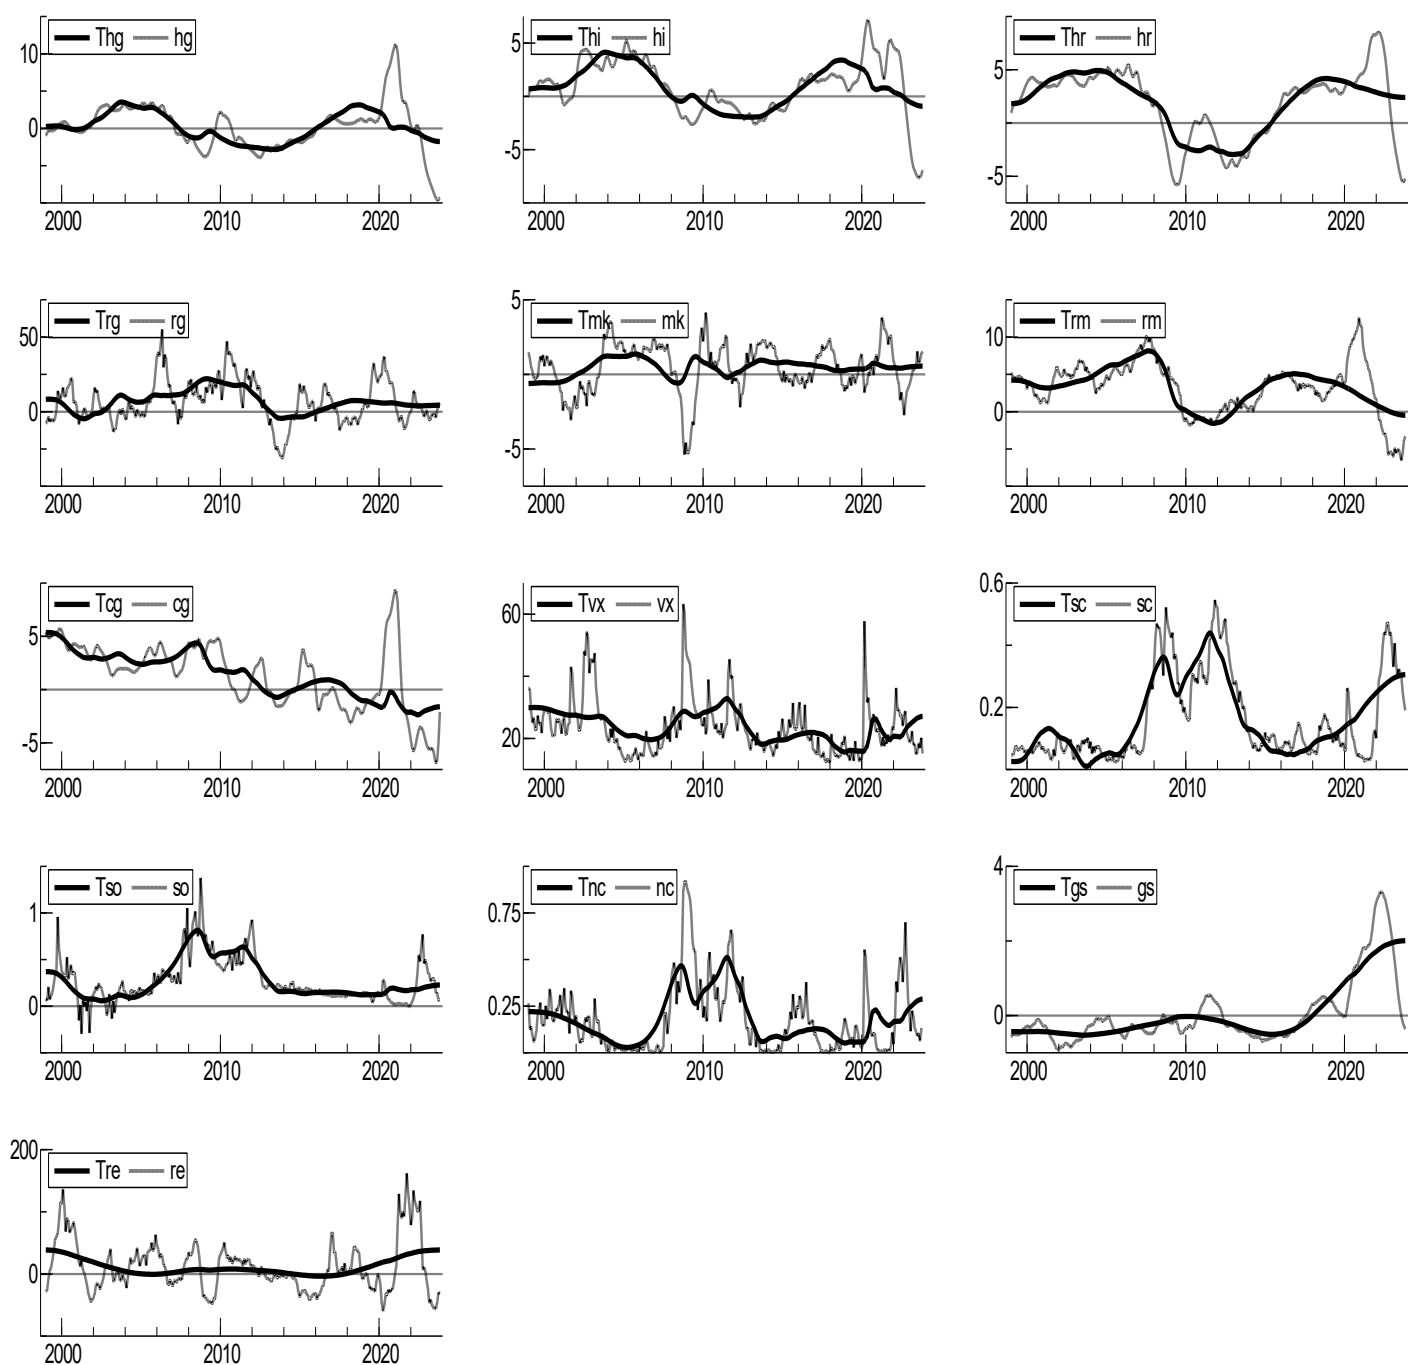 Thg hg Thi hi Thr hr
10 5 5
0
-5 -5
2000 2010 2020 2000 2010 2020 2000 2010 2020
Trg rg Tmk mk Trm rm
50 5 10
0 0
-5
2000 2010 2020 2000 2010 2020 2000 2010 2020
Tcg cg Tvx vx Tsc sc
5 60 0.6
-5 20 0.2
2000 2010 2020 2000 2010 2020 2000 2010 2020
Tso so Tnc nc Tgs gs
1 0.75 4
0 0.25 0
2000 2010 2020 2000 2010 2020 2000 2010 2020
Tre re
200
0
2000 2010 2020